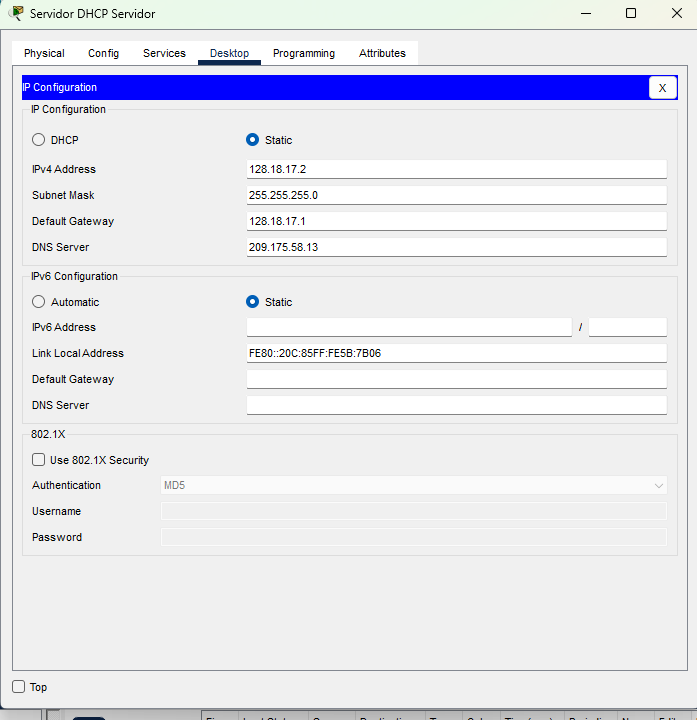 Servidor DHCP Servidor
Physical Config Services Desktop Programming Attributes
IP Configuration X
IP Configuration
DHCP Static
IPv4 Address 128.18.17.2
Subnet Mask 255.255.255.0
Default Gateway 128.18.17.1
DNS Server 209.175.58.13
IPv6 Configuration
Automatic Static
IPv6 Address /
Link Local Address FE80::20C:85FF:FE5B:7B06
Default Gateway
DNS Server
802.1X
Use 802.1X Security
Authentication MD5
Username
Password
Top